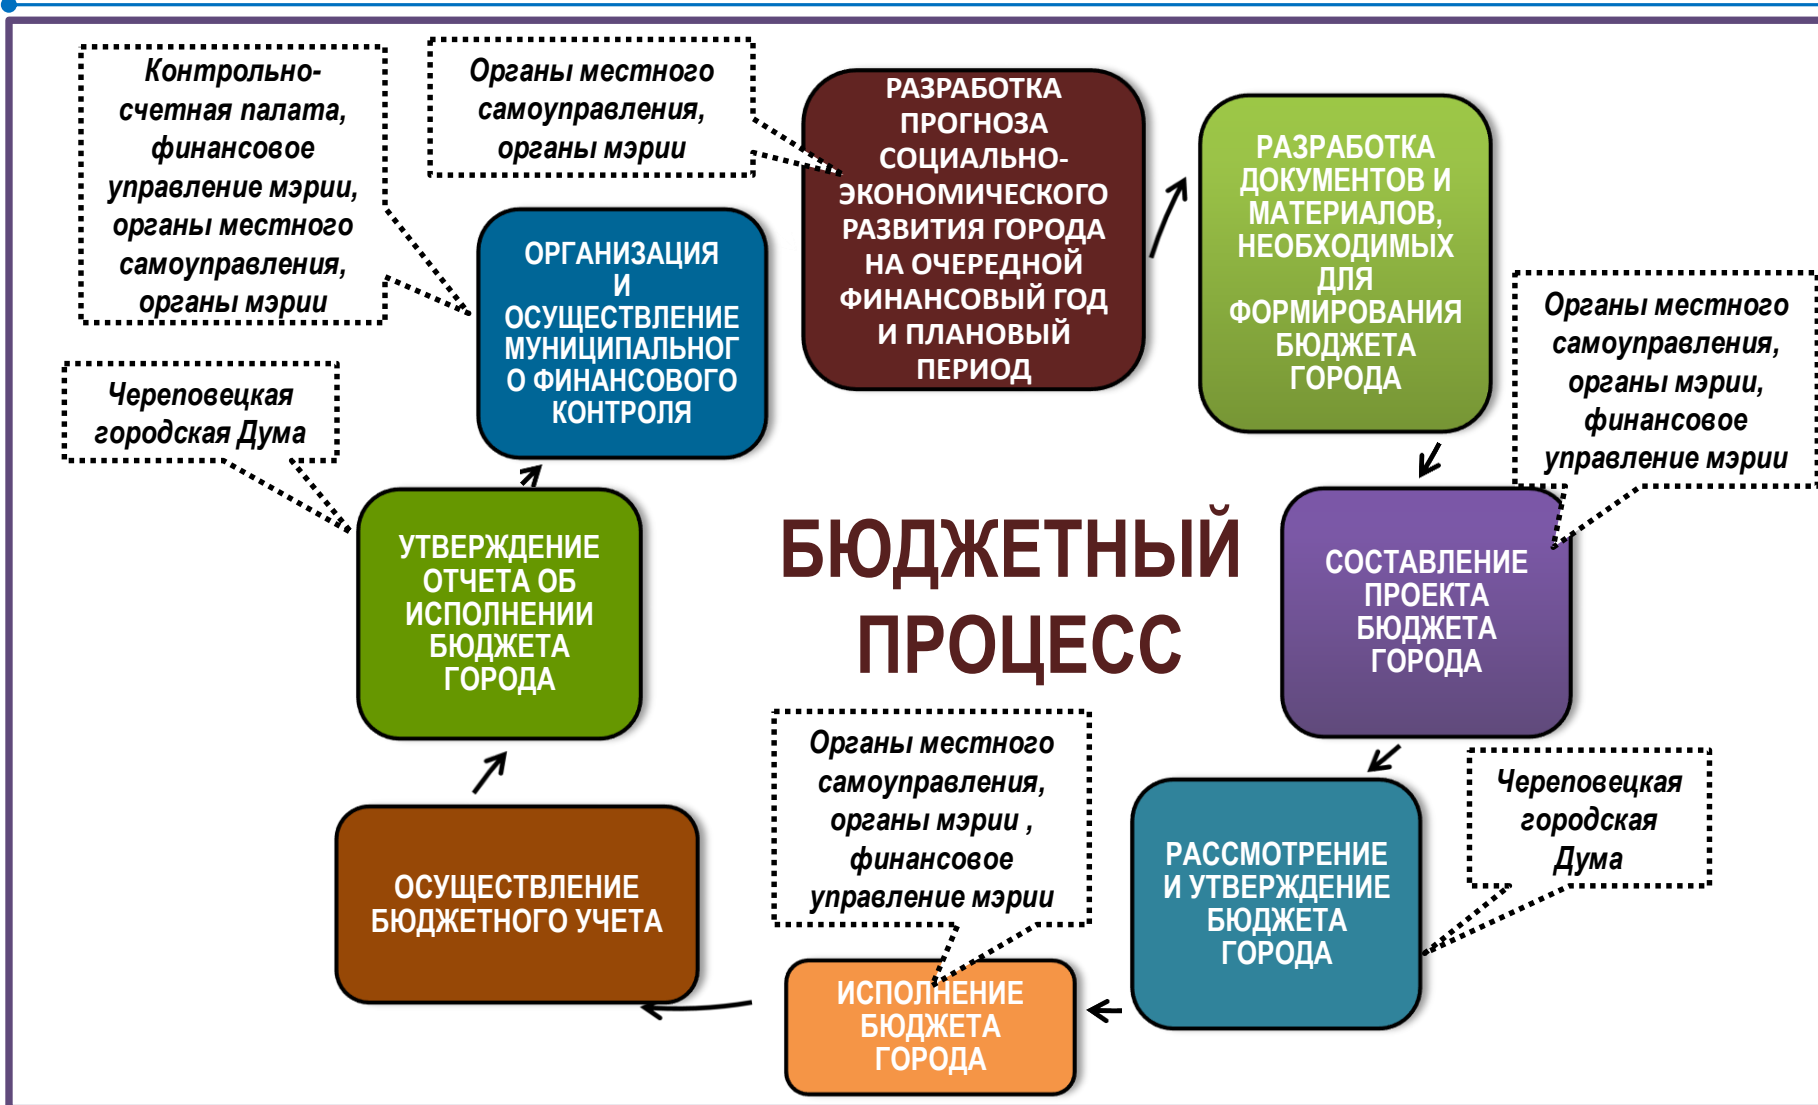 Контрольно-
счетная палата,
финансовое
управление мэрии,
органы местного
самоуправления,
органы мэрии
Органы местного
самоуправления,
органы мэрии
РАЗРАБОТКА
ПРОГНОЗА
СОЦИАЛЬНО-
ЭКОНОМИЧЕСКОГО
РАЗВИТИЯ ГОРОДА
НА ОЧЕРЕДНОЙ
ФИНАНСОВЫЙ ГОД
И ПЛАНОВЫЙ
ПЕРИОД
РАЗРАБОТКА
ДОКУМЕНТОВ И
МАТЕРИАЛОВ,
НЕОБХОДИМЫХ
ДЛЯ
ФОРМИРОВАНИЯ
БЮДЖЕТА
ГОРОДА
Органы местного
самоуправления,
органы мэрии,
финансовое
управление мэрии
ОРГАНИЗАЦИЯ
И
ОСУЩЕСТВЛЕНИЕ
МУНИЦИПАЛЬНОГ
О ФИНАНСОВОГО
КОНТРОЛЯ
Череповецкая
городская Дума
УТВЕРЖДЕНИЕ
ОТЧЕТА ОБ
ИСПОЛНЕНИИ
БЮДЖЕТА
ГОРОДА
БЮДЖЕТНЫЙ
ПРОЦЕСС
СОСТАВЛЕНИЕ
ПРОЕКТА
БЮДЖЕТА
ГОРОДА
Органы местного
самоуправления,
органы мэрии ,
финансовое
управление мэрии
Череповецкая
городская
Дума
РАССМОТРЕНИЕ
И УТВЕРЖДЕНИЕ
БЮДЖЕТА
ГОРОДА
ОСУЩЕСТВЛЕНИЕ
БЮДЖЕТНОГО УЧЕТА
ИСПОЛНЕНИЕ
БЮДЖЕТА
ГОРОДА